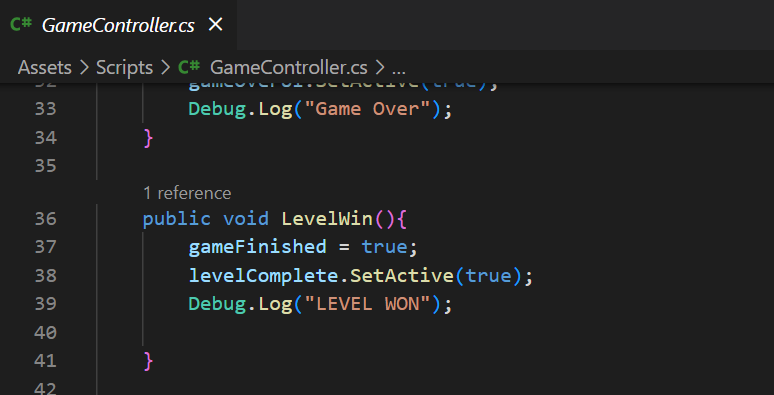 C# GameController.cs ×
Assets > Scripts > C# GameController.cs > ...
32 gameOverUI.SetActive(true);
33 Debug.Log("Game Over");
34 }
35
1 reference
36 public void LevelWin(){
37 gameFinished = true;
38 levelComplete.SetActive(true);
39 Debug.Log("LEVEL WON");
40
41 }
42